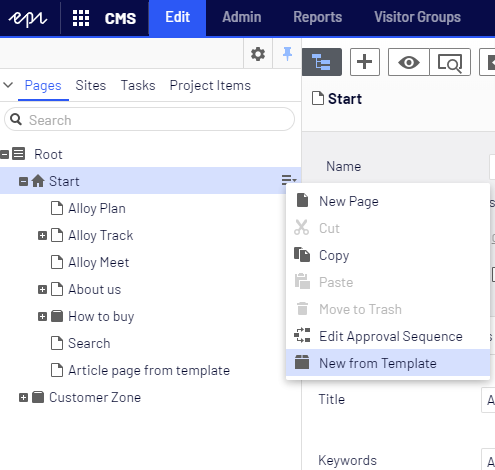 epi CMS Edit Admin Reports Visitor Groups
Pages Sites Tasks Project Items
Search
Start
Root
Name
Start
New Page
Alloy Plan
Cut
Alloy Track
Copy
Alloy Meet
Paste
About us
Move to Trash
How to buy
Edit Approval Sequence
Search
New from Template
Article page from template
Title
Customer Zone
Keywords